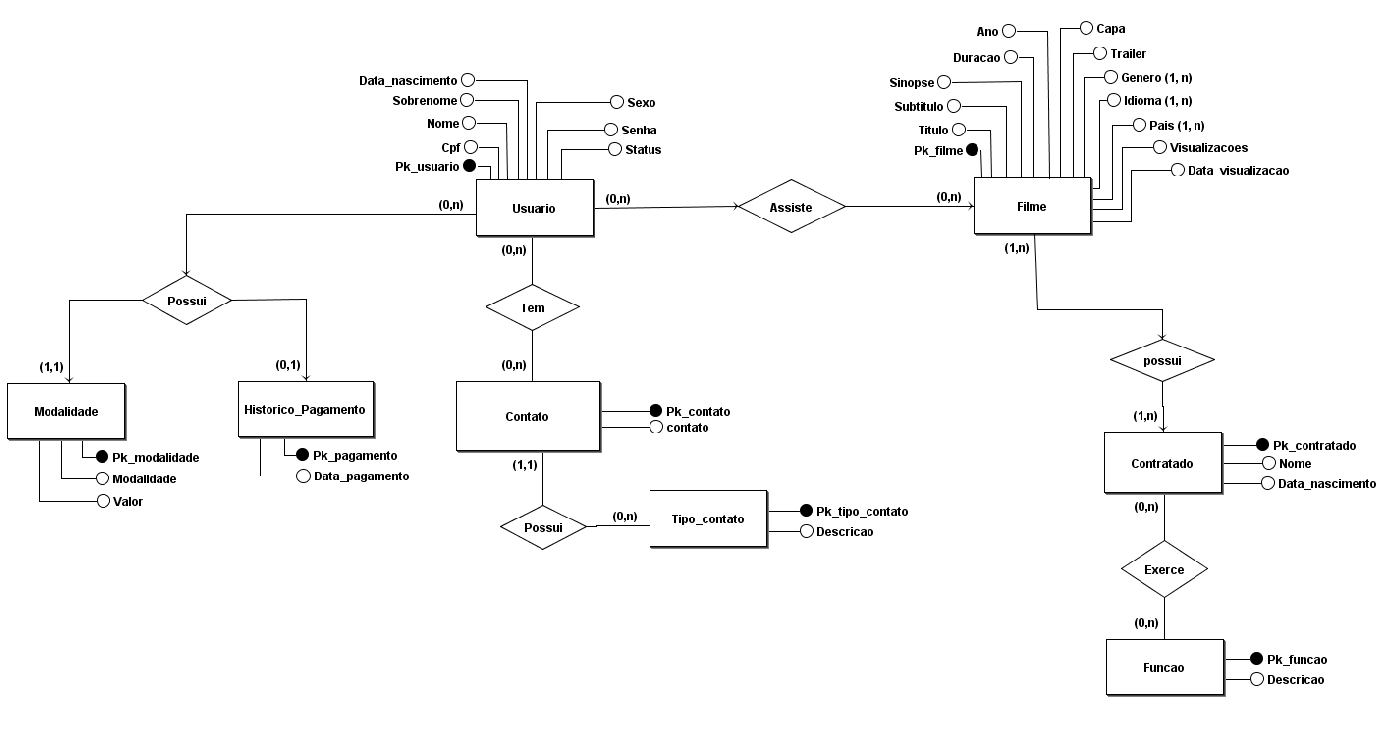 Ano
Capa
Duracao
Trailer
Sinopse
Genero (1, n)
Subtitulo
Idioma (1, n)
Titulo
Pais (1, n)
Pk_filme
Visualizacoes
Data_visualizacao
Data_nascimento
Sobrenome
Sexo
Nome
Senha
Cpf
Status
Pk_usuario
(0,n)
Usuario
(0,n)
Assiste
(0,n)
Filme
(0,n)
(1,n)
Possui
Tem
possui
(1,1)
(0,1)
(0,n)
(1,n)
Modalidade
Historico_Pagamento
Contato
Pk_contato
contato
Pk_modalidade
Modalidade
Valor
Pk_pagamento
Data_pagamento
(1,1)
Contratado
Pk_contratado
Nome
Data_nascimento
Possui
(0,n)
Tipo_contato
Pk_tipo_contato
Descricao
(0,n)
Exerce
(0,n)
Funcao
Pk_funcao
Descricao